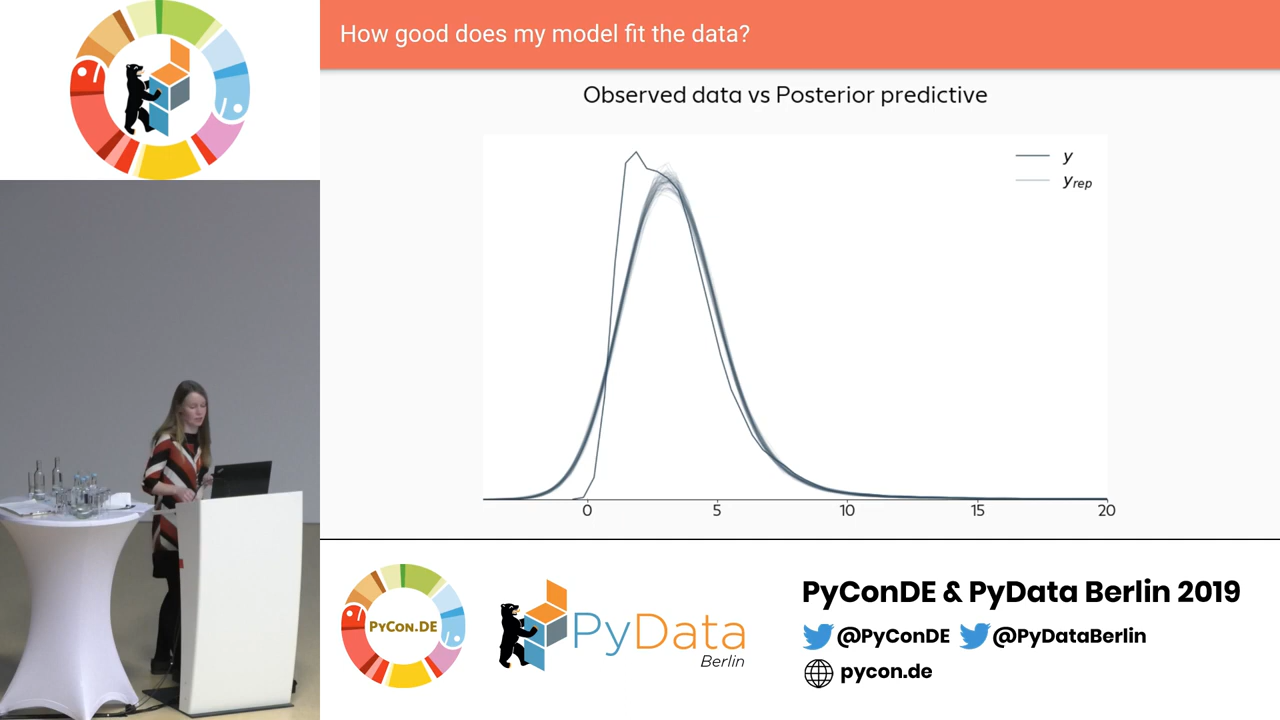 How good does my model fit the data?
Observed data vs Posterior predictive
y
y_rep
0 5 10 15 20
PYCON.DE
PyData
Berlin
PyConDE & PyData Berlin 2019
@PyConDE @PyDataBerlin
pycon.de